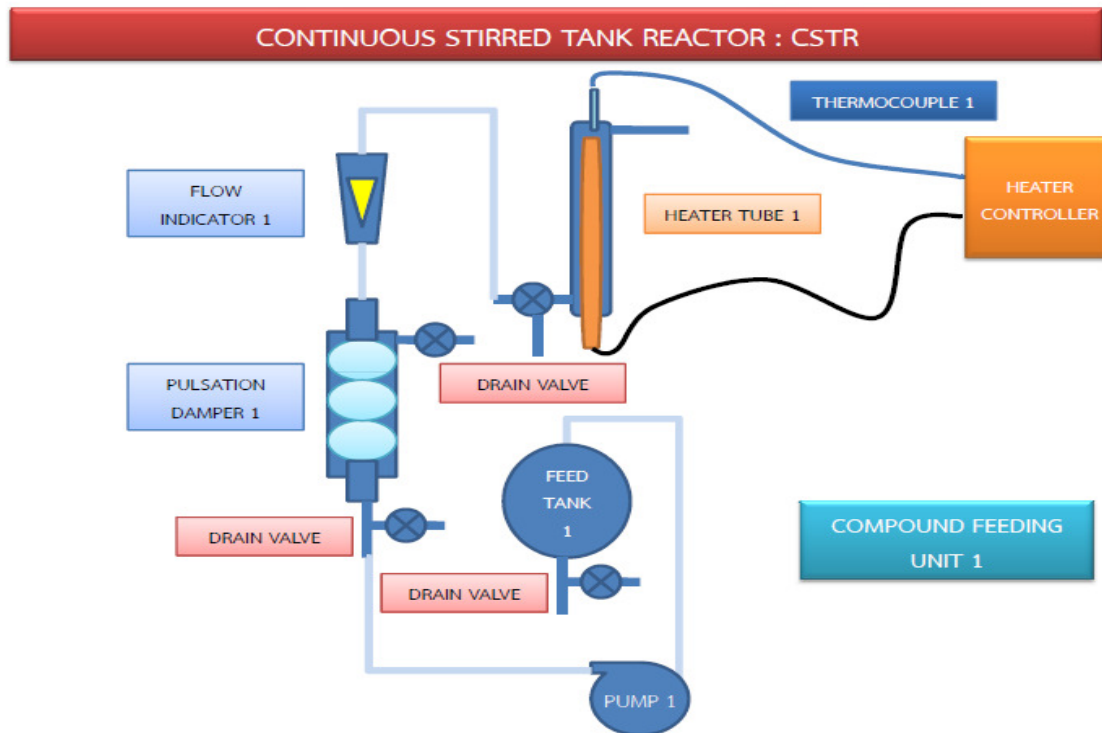 CONTINUOUS STIRRED TANK REACTOR : CSTR
THERMOCOUPLE 1
HEATER
CONTROLLER
FLOW
INDICATOR 1
HEATER TUBE 1
PULSATION
DAMPER 1
DRAIN VALVE
FEED
TANK
1
DRAIN VALVE
DRAIN VALVE
COMPOUND FEEDING
UNIT 1
PUMP 1